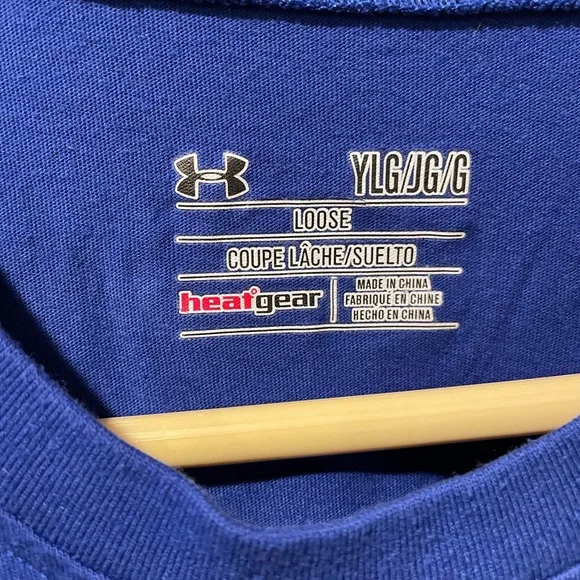 YLG/JG/G
LOOSE
COUPE LÂCHE/SUELTO
heatgear
MADE IN CHINA
FABRIQUÉ EN CHINE
HECHO EN CHINA